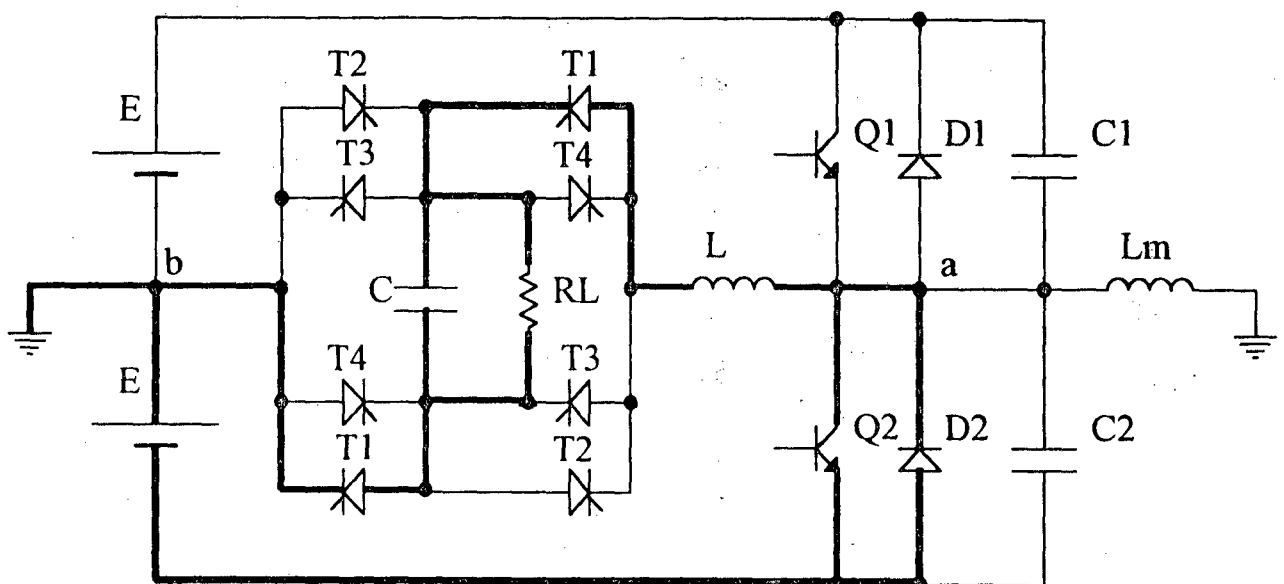 T2 T1
E Q1 D1 C1
T3 T4
b L a Lm
C RL
T4 T3
E Q2 D2 C2
T1 T2